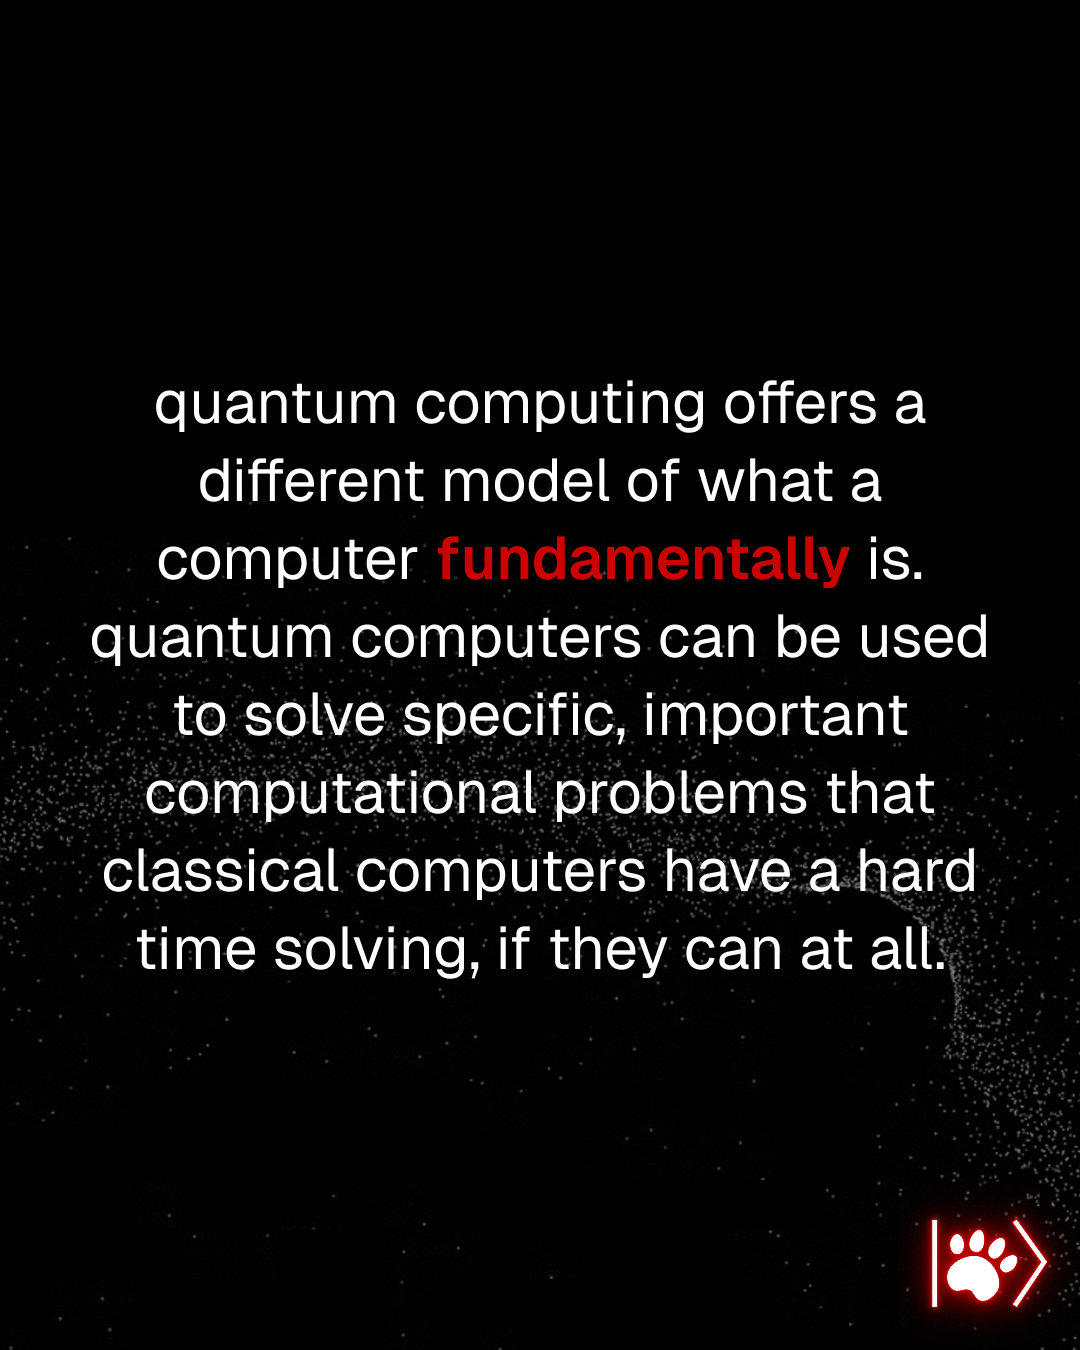 quantum computing offers a
different model of what a
computer fundamentally is.
quantum computers can be used
to solve specific, important
computational problems that
classical computers have a hard
time solving, if they can at all.